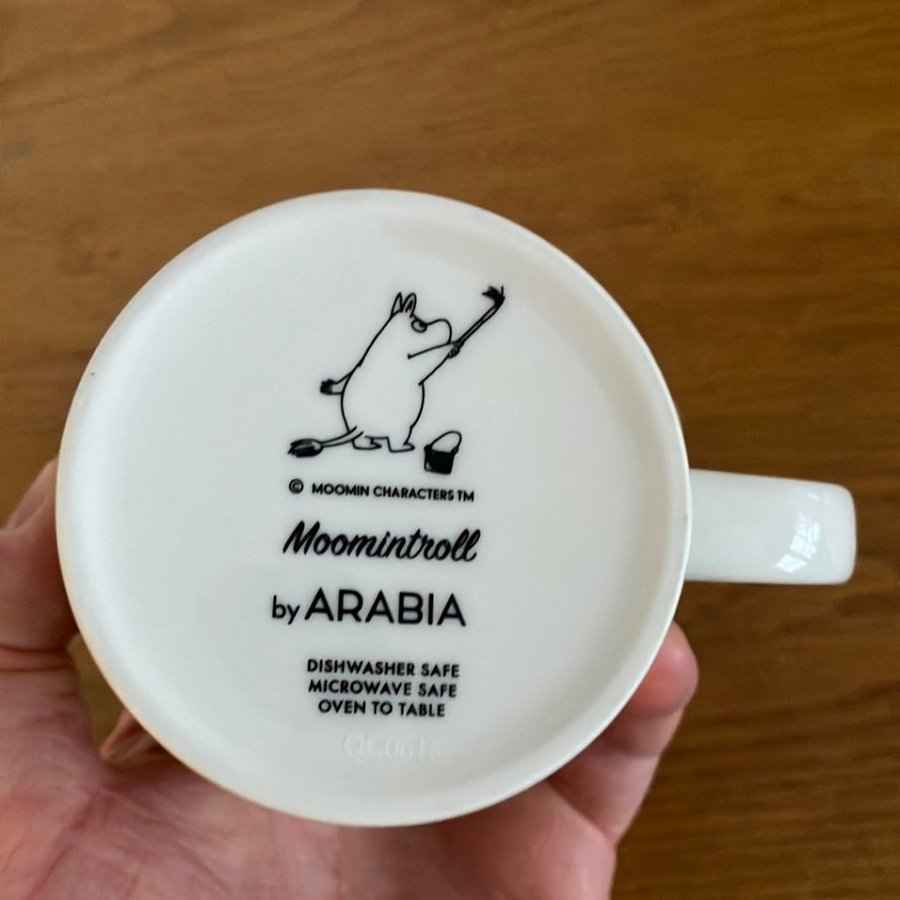 © MOOMIN CHARACTERS TM
Moomintroll
by ARABIA
DISHWASHER SAFE
MICROWAVE SAFE
OVEN TO TABLE